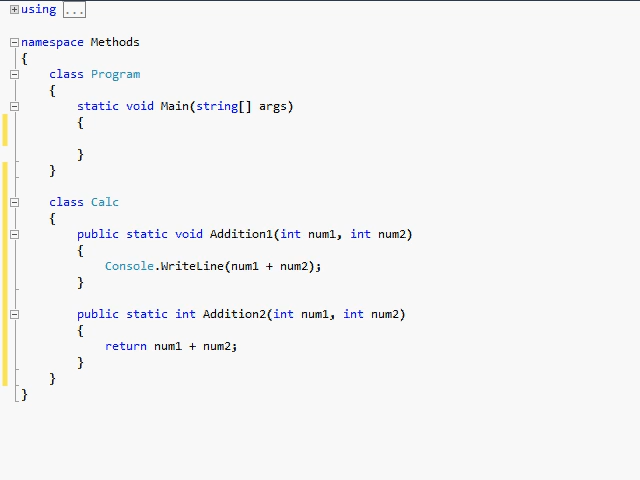 using ...
namespace Methods
{
class Program
{
static void Main(string[] args)
{
}
}
class Calc
{
public static void Addition1(int num1, int num2)
{
Console.WriteLine(num1 + num2);
}
public static int Addition2(int num1, int num2)
{
return num1 + num2;
}
}
}